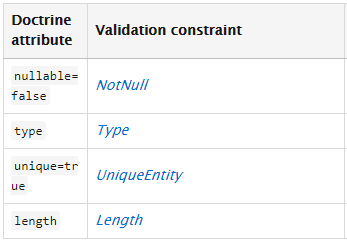 Doctrine
attribute
Validation constraint
nullable=
false
NotNull
type
Type
unique=tr
ue
UniqueEntity
length
Length